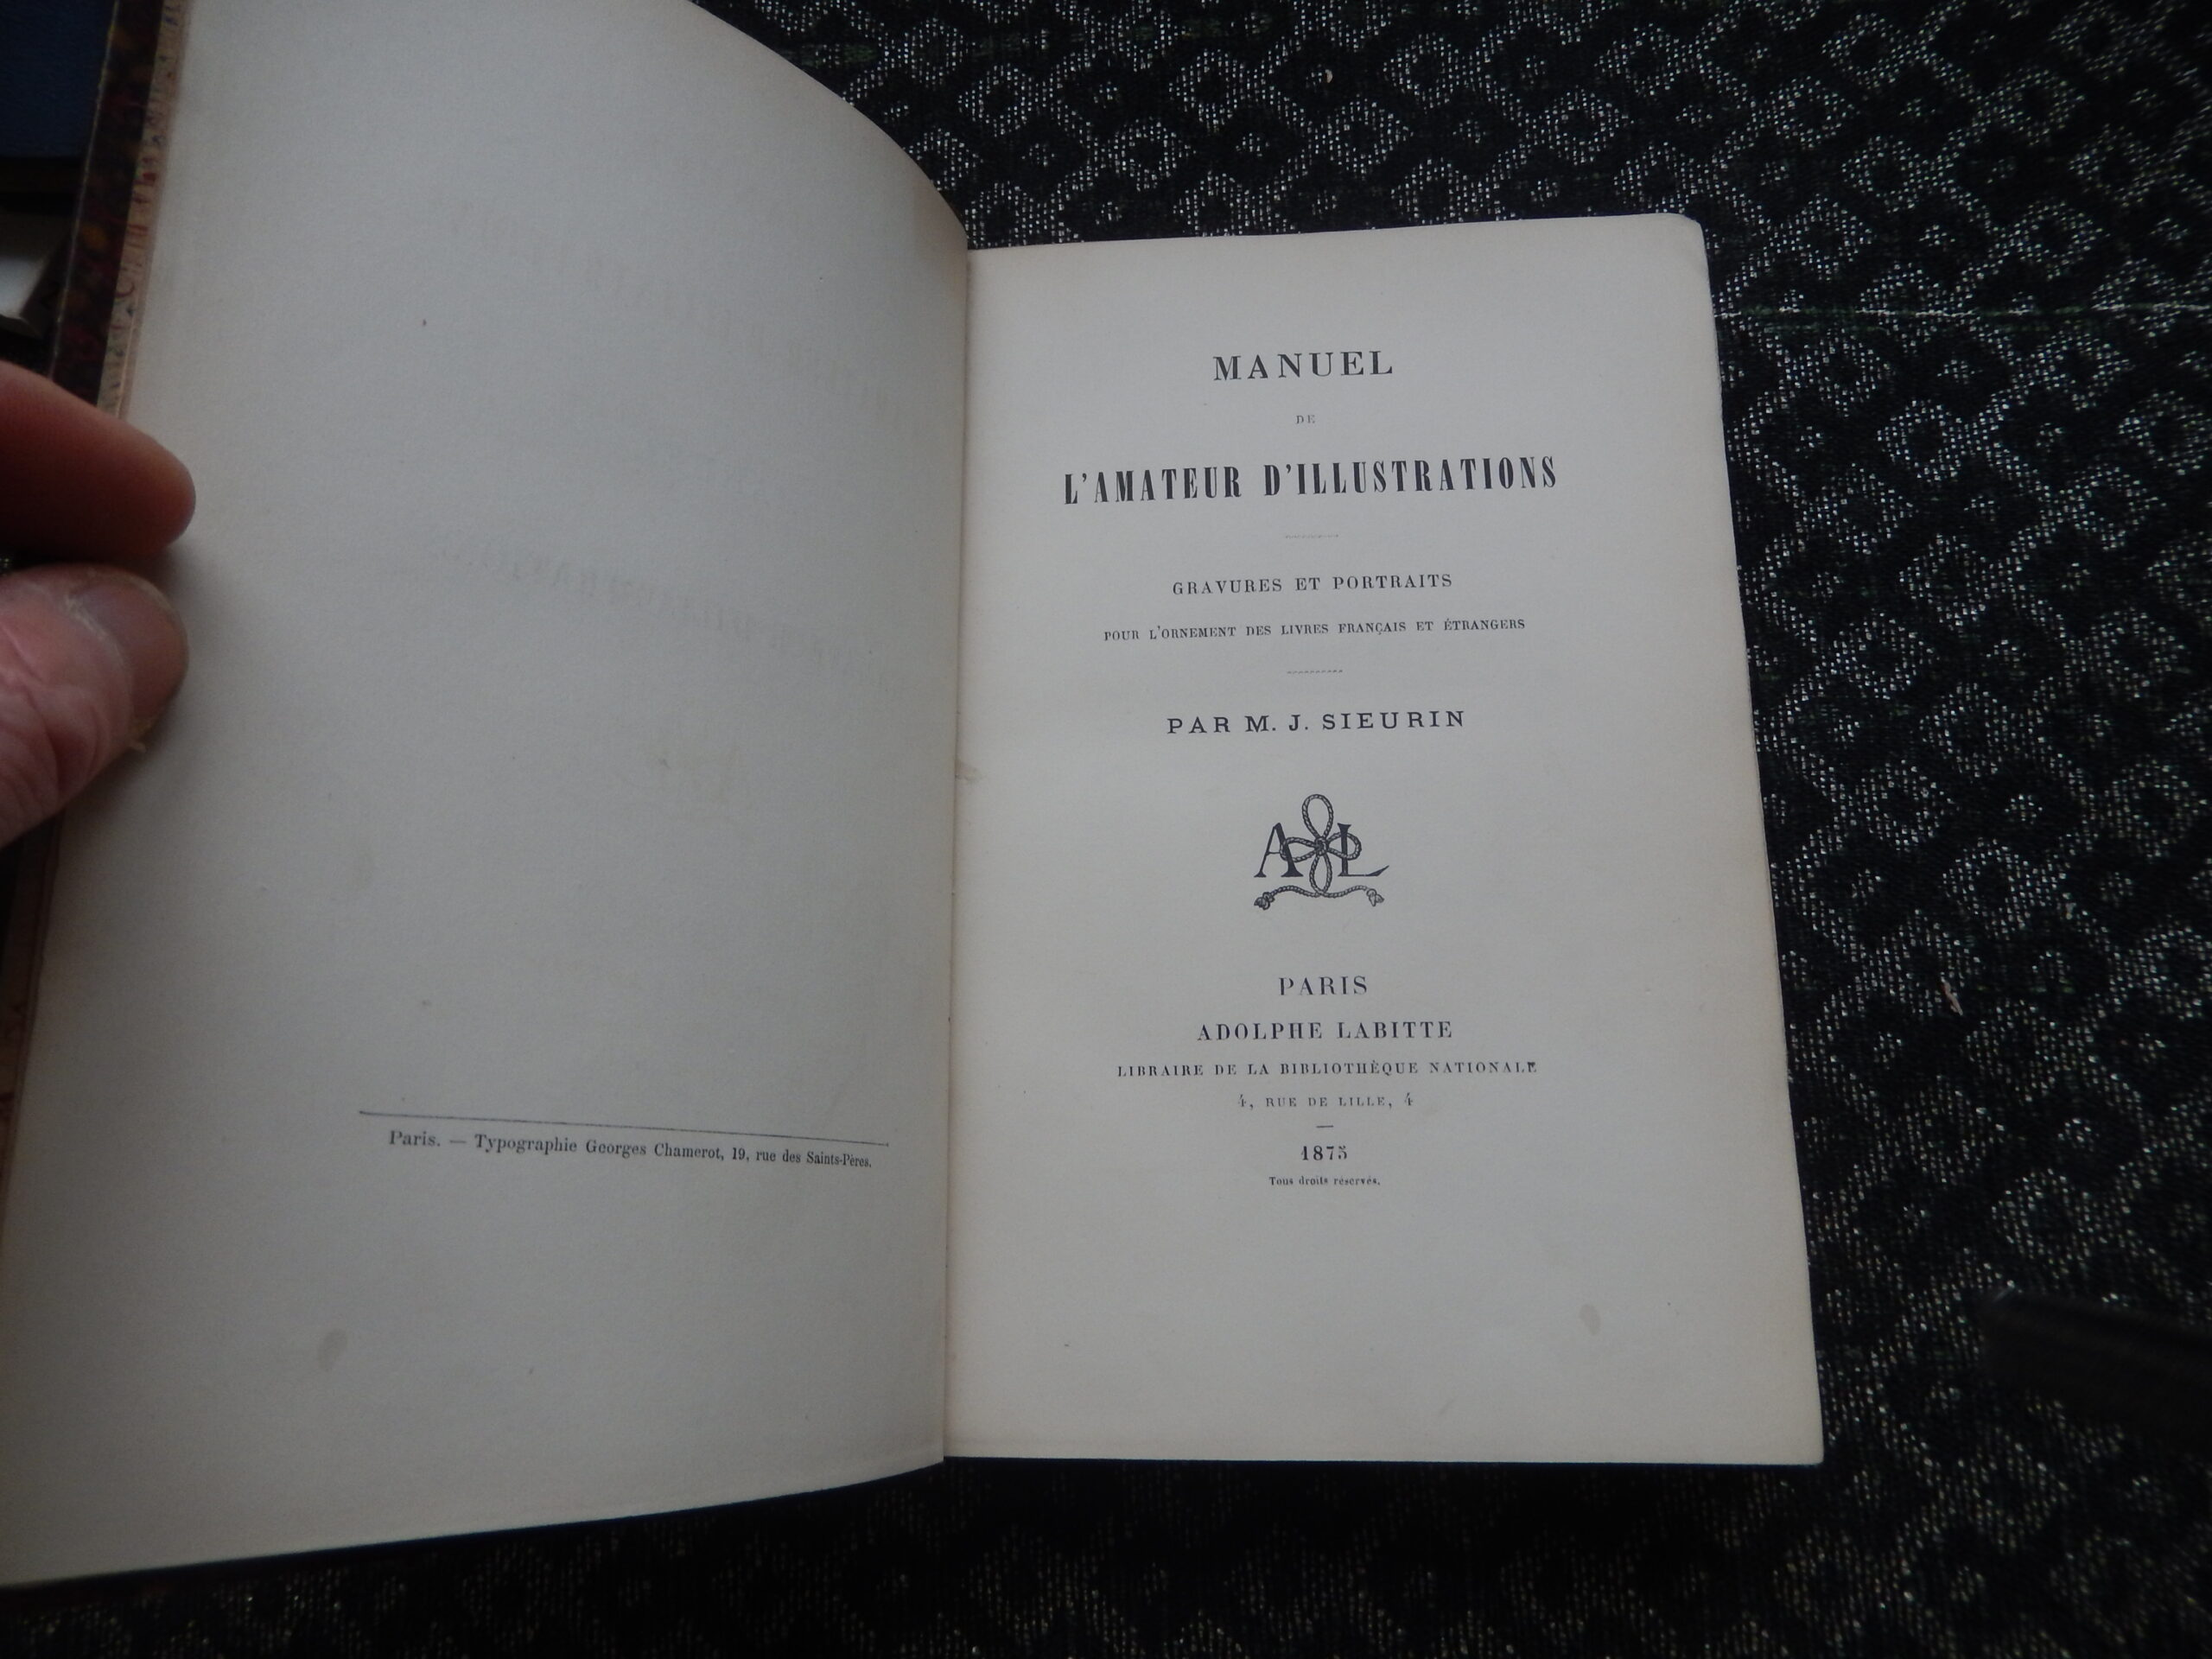 Paris. — Typographie Georges Chamerot, 19, rue des Saints-Pères.
MANUEL
DE
L'AMATEUR D'ILLUSTRATIONS
GRAVURES ET PORTRAITS
POUR L'ORNEMENT DES LIVRES FRANÇAIS ET ÉTRANGERS
PAR M. J. SIEURIN
A L
PARIS
ADOLPHE LABITTE
LIBRAIRE DE LA BIBLIOTHÈQUE NATIONALE
4, RUE DE LILLE, 4
1875
Tous droits réservés.